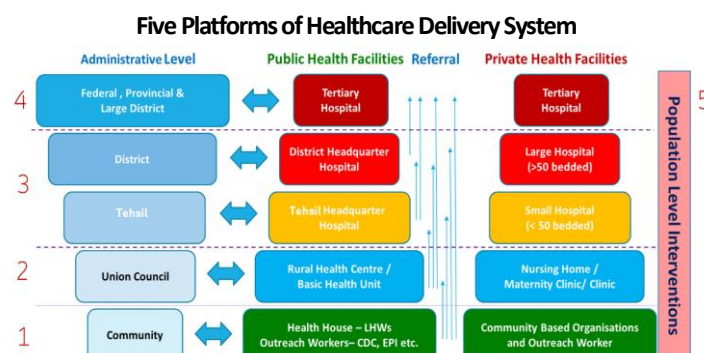 Five Platforms of Healthcare Delivery System
Administrative Level
Public Health Facilities
Referral
Private Health Facilities
4
Federal , Provincial &
Large District
Tertiary
Hospital
Tertiary
Hospital
5
Population Level Interventions
3
District
District Headquarter
Hospital
Large Hospital
(>50 bedded)
Tehsil
Tehsil Headquarter
Hospital
Small Hospital
(< 50 bedded)
2
Union Council
Rural Health Centre /
Basic Health Unit
Nursing Home /
Maternity Clinic/ Clinic
1
Community
Health House – LHWs
Outreach Workers– CDC, EPI etc.
Community Based Organisations
and Outreach Worker